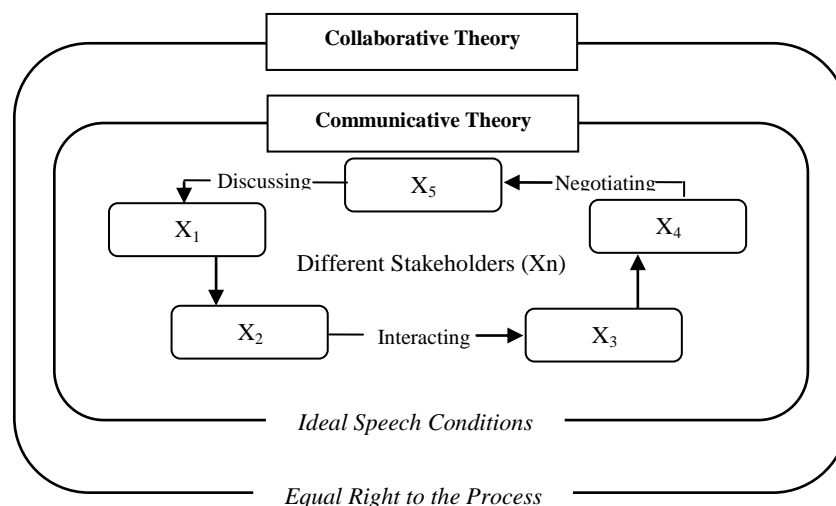 Collaborative Theory
Communicative Theory
Discussing
X₅
Negotiating
X₁
X₄
Different Stakeholders (Xn)
X₂
Interacting
X₃
Ideal Speech Conditions
Equal Right to the Process